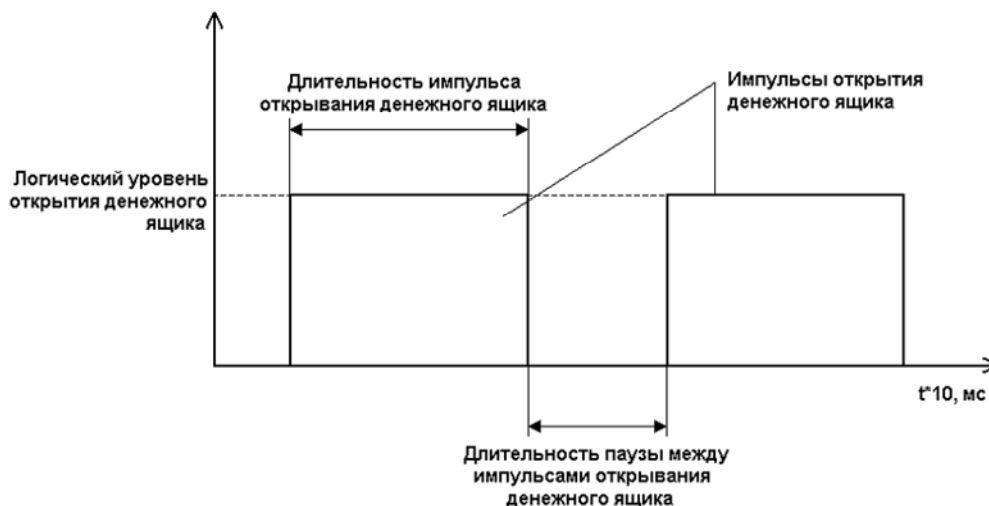 Длительность импульса
открывания денежного ящика
Импульсы открытия
денежного ящика
Логический уровень
открытия денежного
ящика
t*10, мс
Длительность паузы между
импульсами открывания
денежного ящика